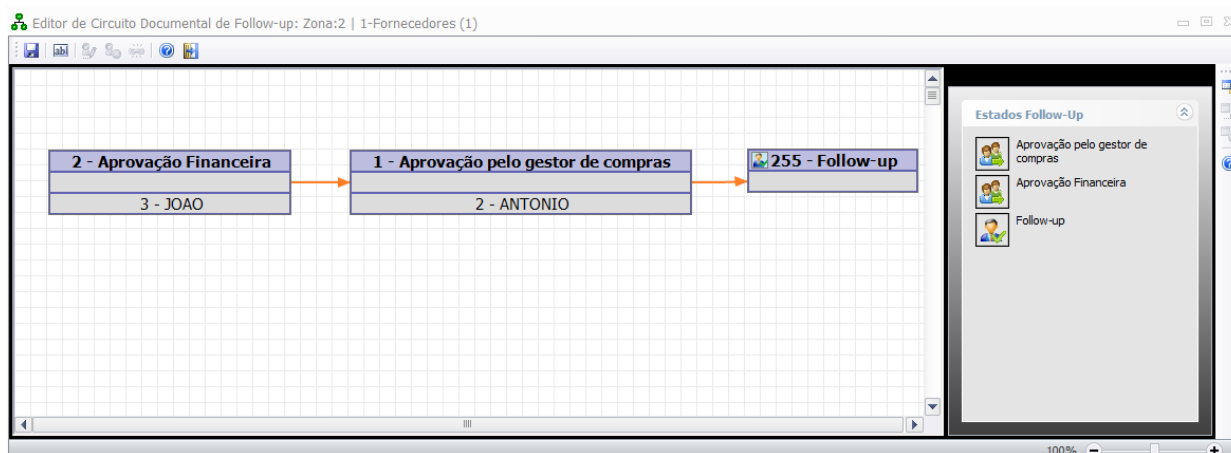 Editor de Circuito Documental de Follow-up: Zona:2 | 1-Fornecedores (1)
abl
2 - Aprovação Financeira
3 - JOAO
1 - Aprovação pelo gestor de compras
2 - ANTONIO
255 - Follow-up
Estados Follow-Up
Aprovação pelo gestor de
compras
Aprovação Financeira
Follow-up
100%